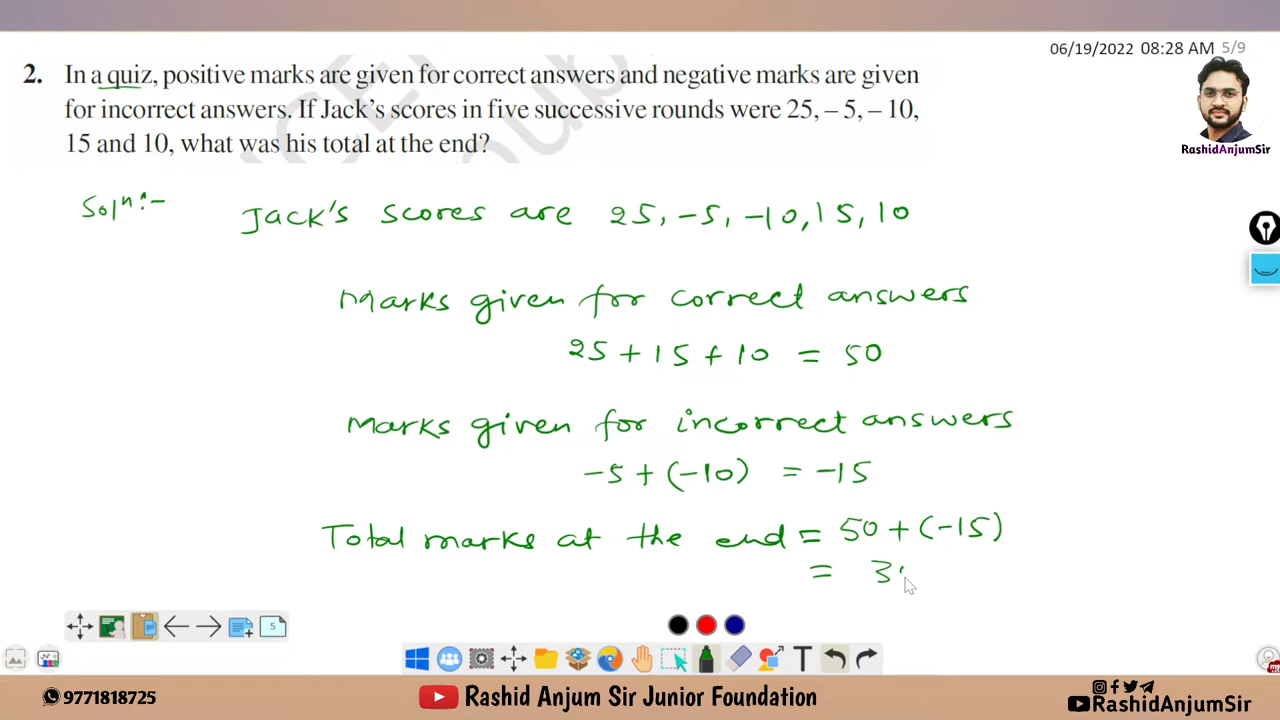 06/19/2022 08:28 AM 5/9
2. In a quiz, positive marks are given for correct answers and negative marks are given
for incorrect answers. If Jack's scores in five successive rounds were 25, – 5, – 10,
15 and 10, what was his total at the end?
RashidAnjumSir
Soln:-
Jack's scores are 25, -5, -10, 15, 10
Marks given for correct answers
25 + 15 + 10 = 50
Marks given for incorrect answers
-5 + (-10) = -15
Total marks at the end = 50 + (-15)
= 3
5
T
9771818725
Rashid Anjum Sir Junior Foundation
RashidAnjumSir